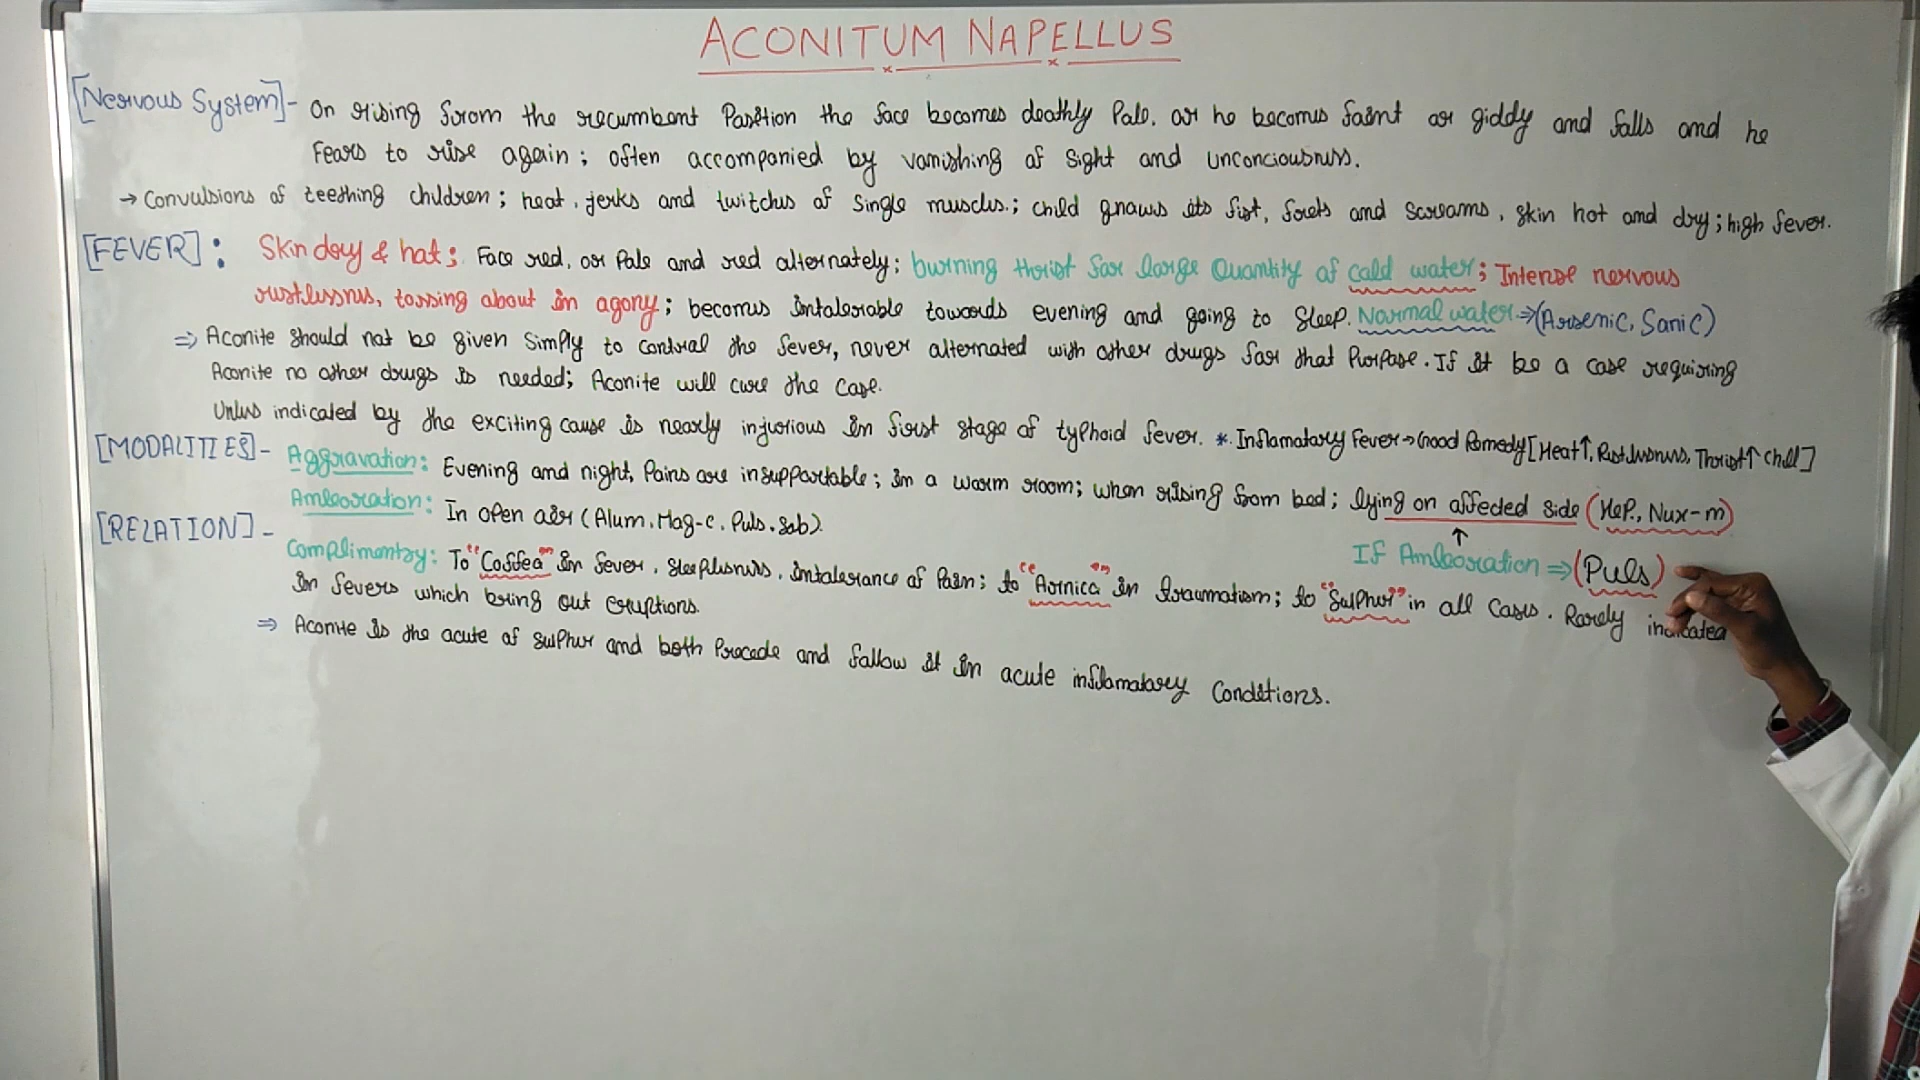 ACONITUM NAPELLUS
[Nervous System]- On rising from the recumbent Position the face becomes deathly Pale. or he becomes faint or giddy and falls and he
Fears to rise again; often accompanied by vanishing of Sight and Unconciousness.
→ Convulsions of teething children; heat, jerks and twitches of Single muscles.; child gnaws its fist, frets and screams, skin hot and dry; high fever.
[FEVER]: Skin dry & hot; Face red, or Pale and red alternately; burning thrist for large Quantity of cold water; Intense nervous
restlessness, tossing about in agony; becomes intolerable towards evening and going to Sleep. Normal water ⇒ (Arsenic, Sanic)
⇒ Aconite Should not be given Simply to control the fever, never alternated with other drugs for that Purpose. If it be a case requiring
Aconite no other drugs is needed; Aconite will cure the Case.
Unless indicated by the exciting cause is nearly injurious in first stage of typhoid fever. *. Inflamatory Fever → Good Remedy [Heat↑, Restlessness, Thrist↑ Chill]
[MODALITIES]- Aggravation: Evening and night, Pains are insupportable; in a warm room; when rising from bed; lying on affected side (Hep., Nux-m)
Amleoration: In open air (Alum. Mag-c. Puls. Sab).
↑
If Amleoration ⇒ (Puls)
[RELATION]- Complimentry: To "Coffea" in fever, Sleeplesness, intolerance of Pain; to "Arnica" in traumatism; to "Sulphur" in all Cases. Rarely indicated
in fevers which bring out eruptions.
⇒ Aconite is the acute of sulphur and both Precede and follow it in acute inflamatory Conditions.